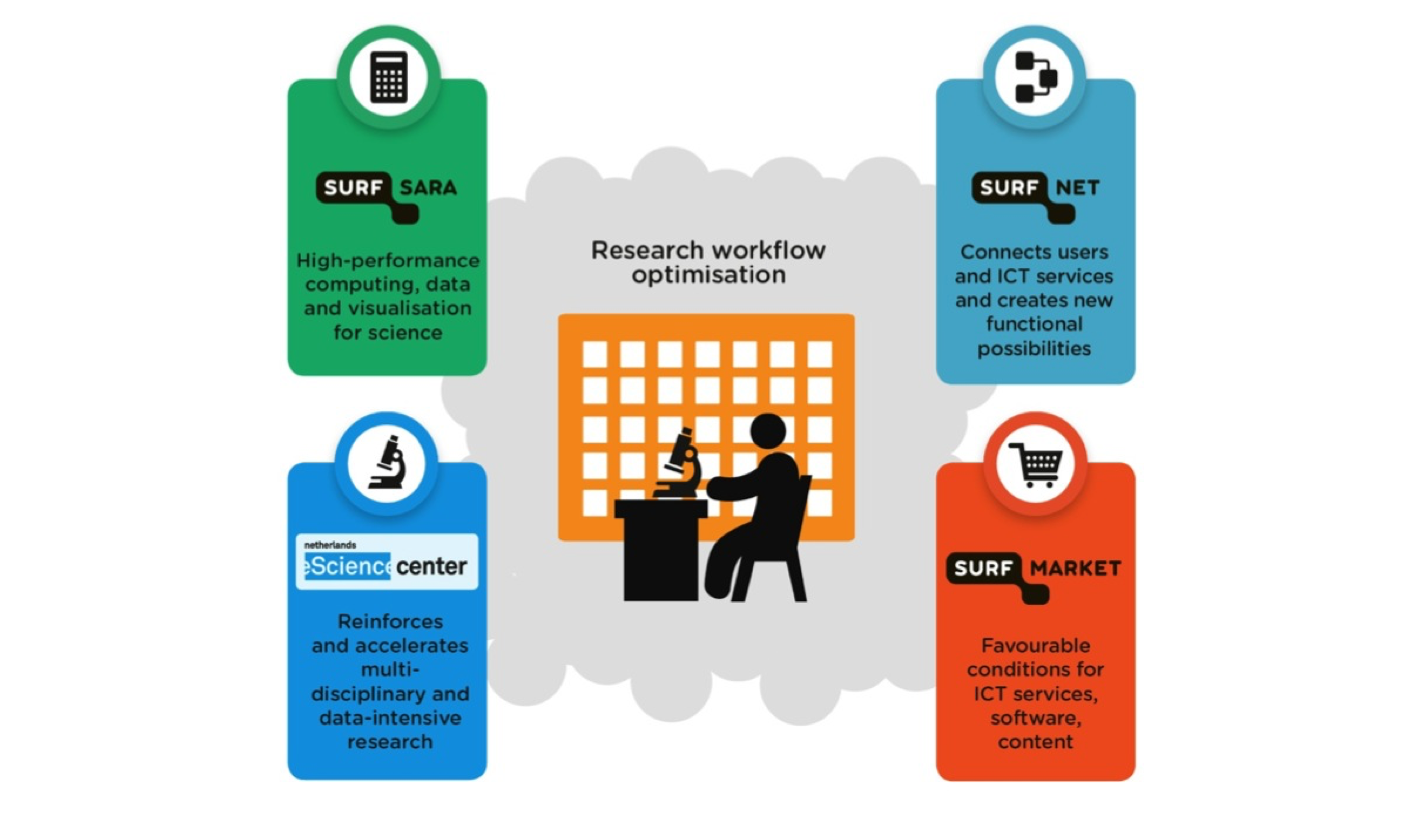 SURF SARA
High-performance
computing, data
and visualisation
for science
Research workflow
optimisation
SURF NET
Connects users
and ICT services
and creates new
functional
possibilities
netherlands
eScience center
Reinforces
and accelerates
multi-
disciplinary and
data-intensive
research
SURF MARKET
Favourable
conditions for
ICT services,
software,
content